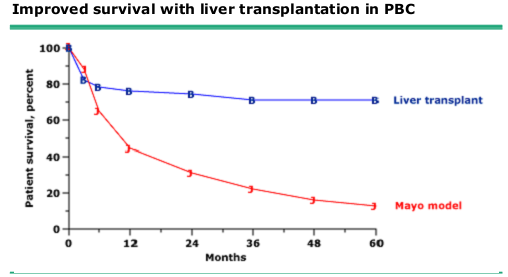 Improved survival with liver transplantation in PBC
Patient survival, percent
100
80
60
40
20
0
B B B B B B B B
Liver transplant
J J J J J J J J
Mayo model
0 12 24 36 48 60
Months